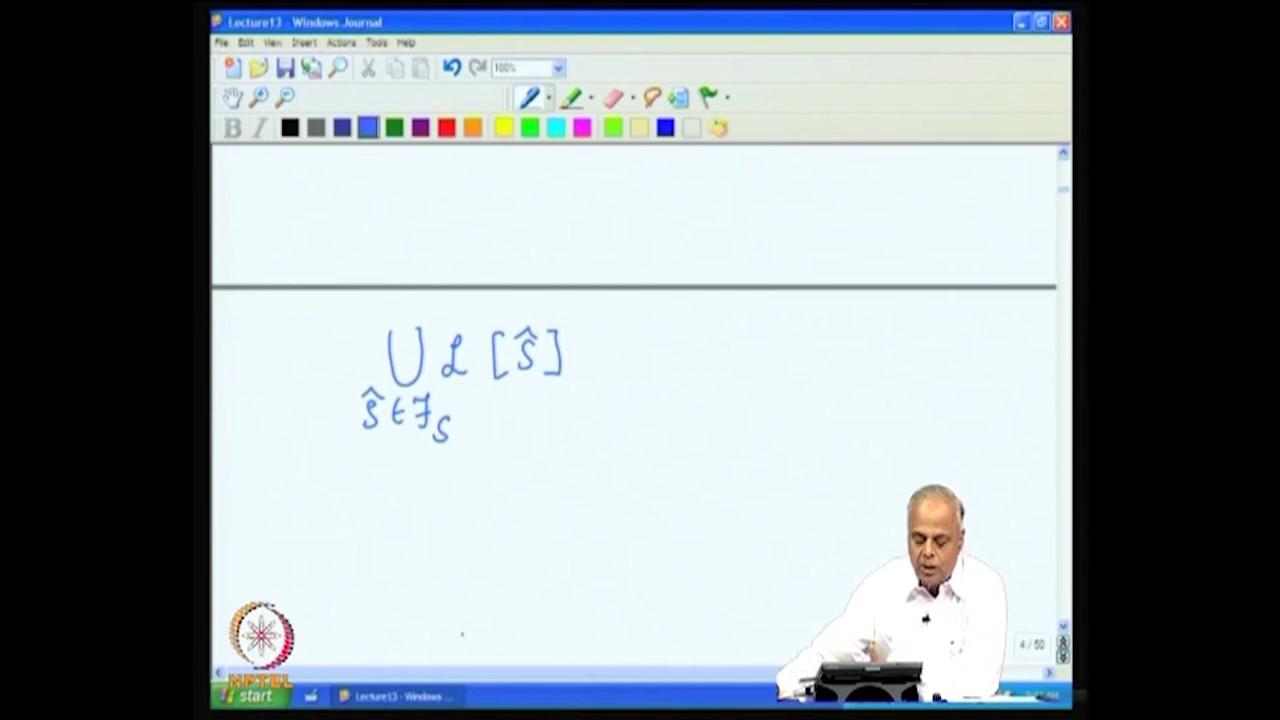 Lecture13 - Windows Journal
File Edit View Insert Actions Tools Help
100%
B I
⋃ ℒ [Ŝ]
Ŝ ∈ ℱ_S
4 / 50
NPTEL
start Lecture13 - Windows ...